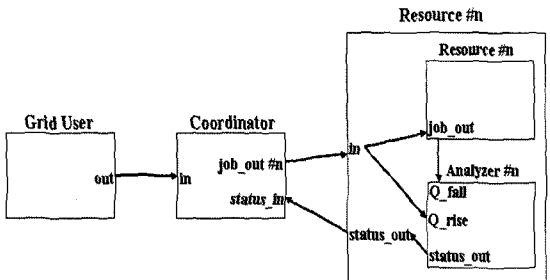 Resource #n
Resource #n
job_out
Grid User
out
Coordinator
in
job_out #n
status_in
in
status_out
Analyzer #n
Q_fall
Q_rise
status_out